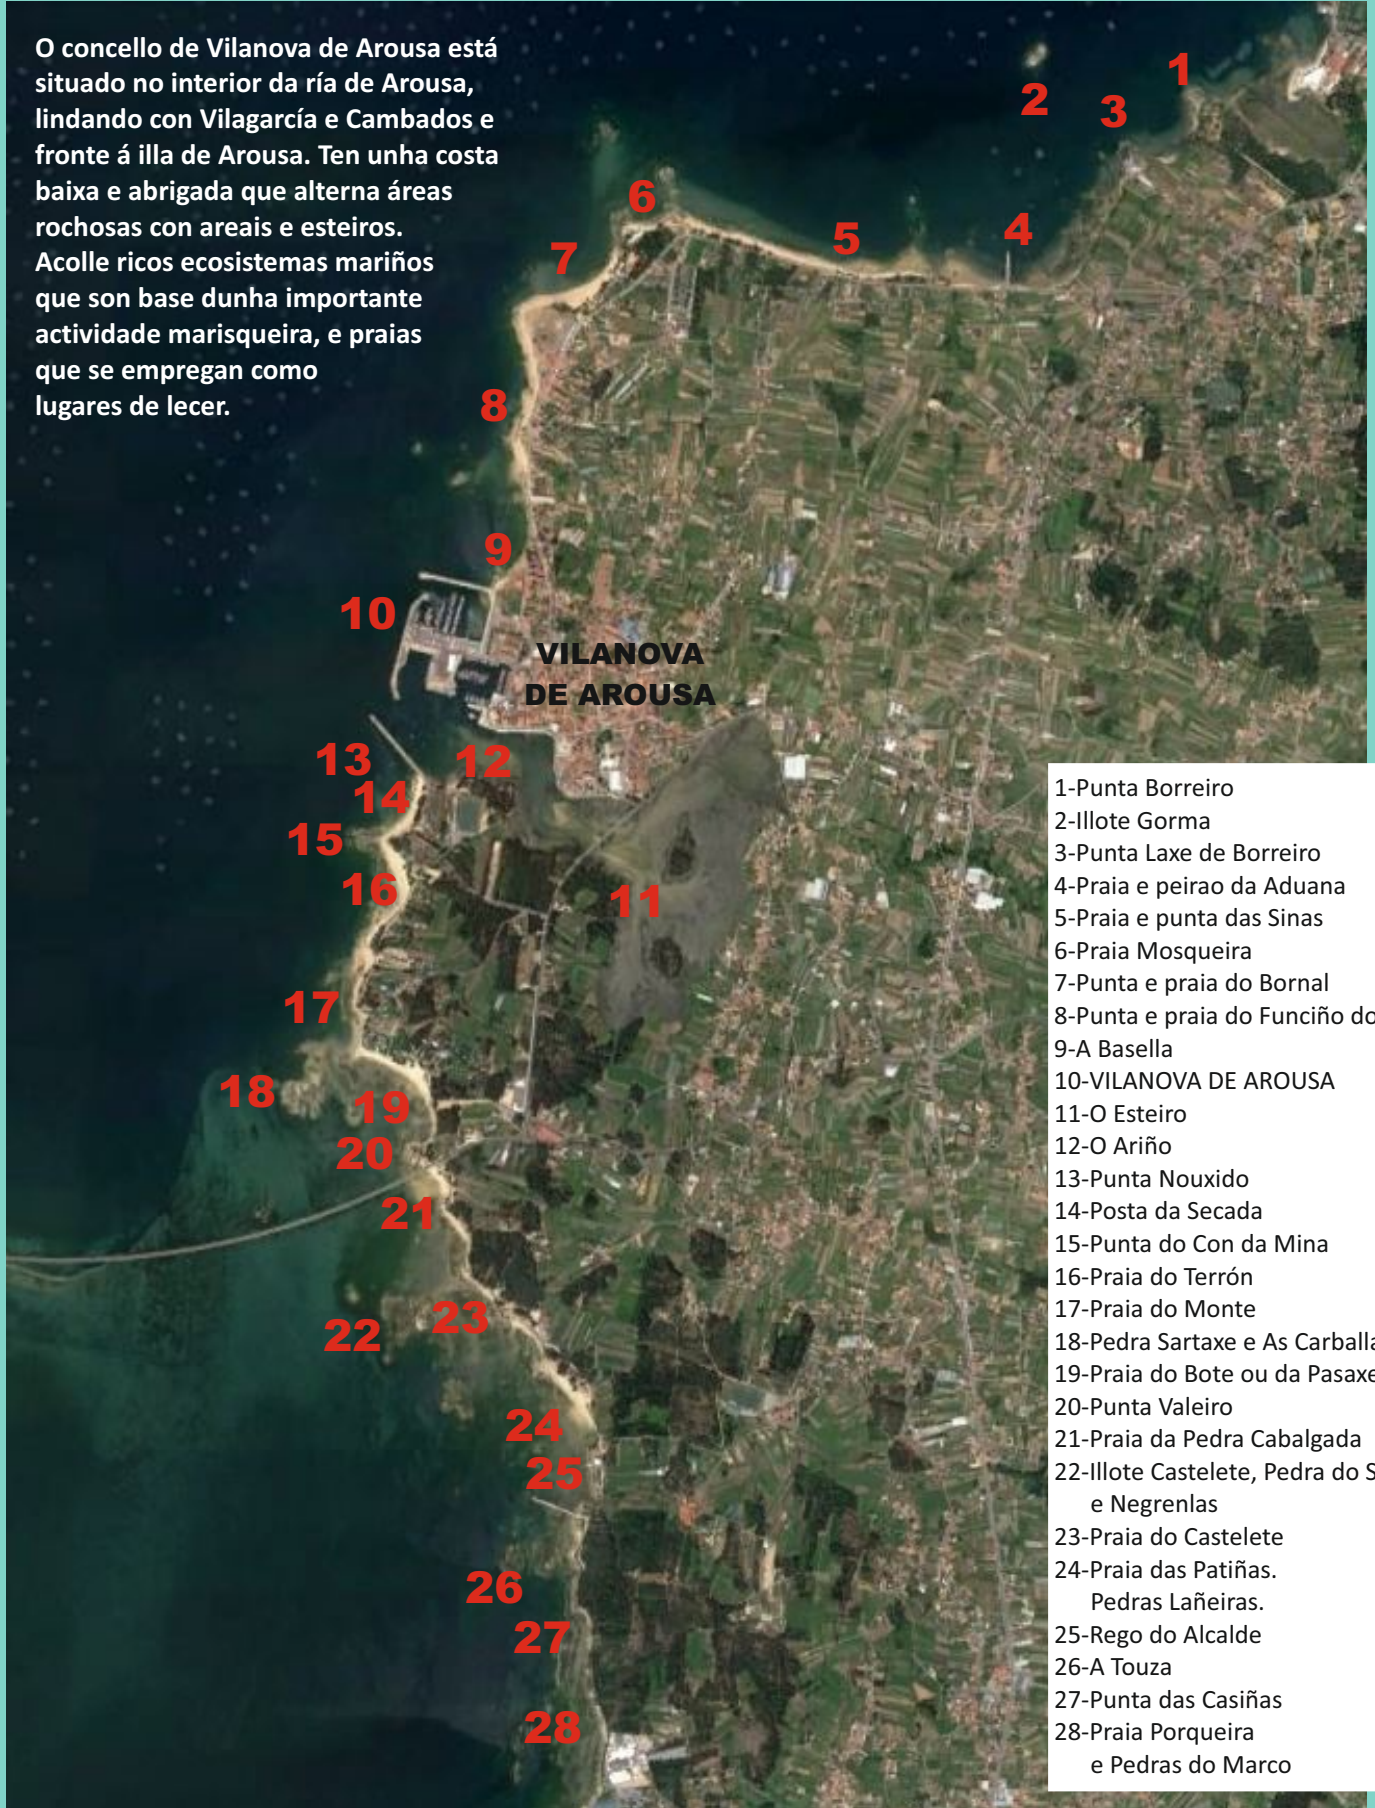 O concello de Vilanova de Arousa está
situado no interior da ría de Arousa,
lindando con Vilagarcía e Cambados e
fronte á illa de Arousa. Ten unha costa
baixa e abrigada que alterna áreas
rochosas con areais e esteiros.
Acolle ricos ecosistemas mariños
que son base dunha importante
actividade marisqueira, e praias
que se empregan como
lugares de lecer.
1
2
3
4
5
6
7
8
9
10
VILANOVA
DE AROUSA
11
12
13
14
15
16
17
18
19
20
21
22
23
24
25
26
27
28
1-Punta Borreiro
2-Illote Gorma
3-Punta Laxe de Borreiro
4-Praia e peirao da Aduana
5-Praia e punta das Sinas
6-Praia Mosqueira
7-Punta e praia do Bornal
8-Punta e praia do Funciño do
9-A Basella
10-VILANOVA DE AROUSA
11-O Esteiro
12-O Ariño
13-Punta Nouxido
14-Posta da Secada
15-Punta do Con da Mina
16-Praia do Terrón
17-Praia do Monte
18-Pedra Sartaxe e As
19-Praia do Bote ou da Pasaxe
20-Punta Valeiro
21-Praia da Pedra Cabalgada
22-Illote Castelete, Pedra do
e Negrenlas
23-Praia do Castelete
24-Praia das Patiñas.
Pedras Lañeiras.
25-Rego do Alcalde
26-A Touza
27-Punta das Casiñas
28-Praia Porqueira
e Pedras do Marco